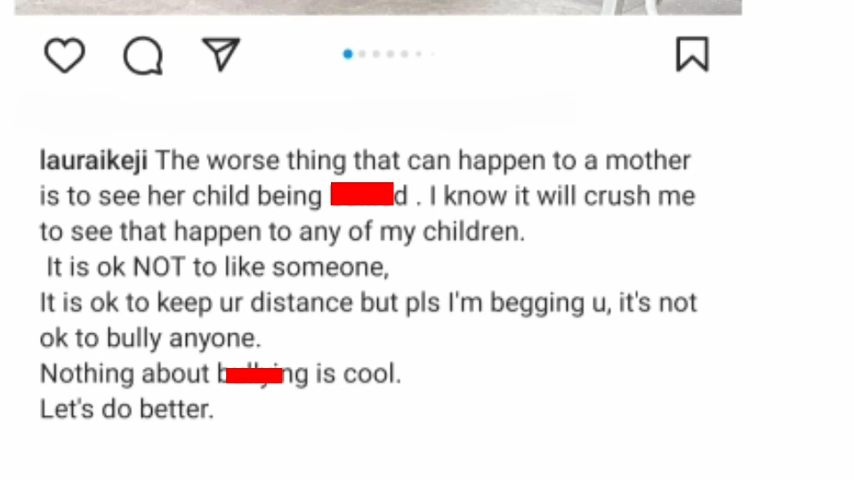 lauraikeji The worse thing that can happen to a mother
is to see her child being d . I know it will crush me
to see that happen to any of my children.
It is ok NOT to like someone,
It is ok to keep ur distance but pls I'm begging u, it's not
ok to bully anyone.
Nothing about is cool.
Let's do better.